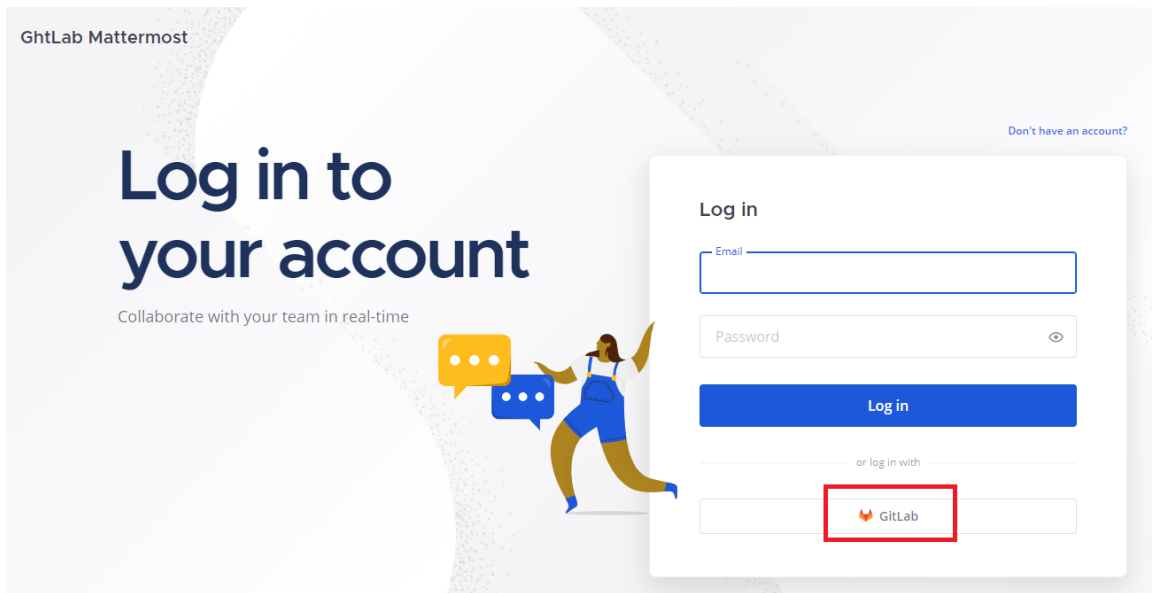 GhtLab Mattermost
Don't have an account?
Log in to
your account
Collaborate with your team in real-time
Log in
Email
Password
Log in
or log in with
GitLab